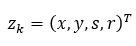 z_k = (x, y, s, r)^T